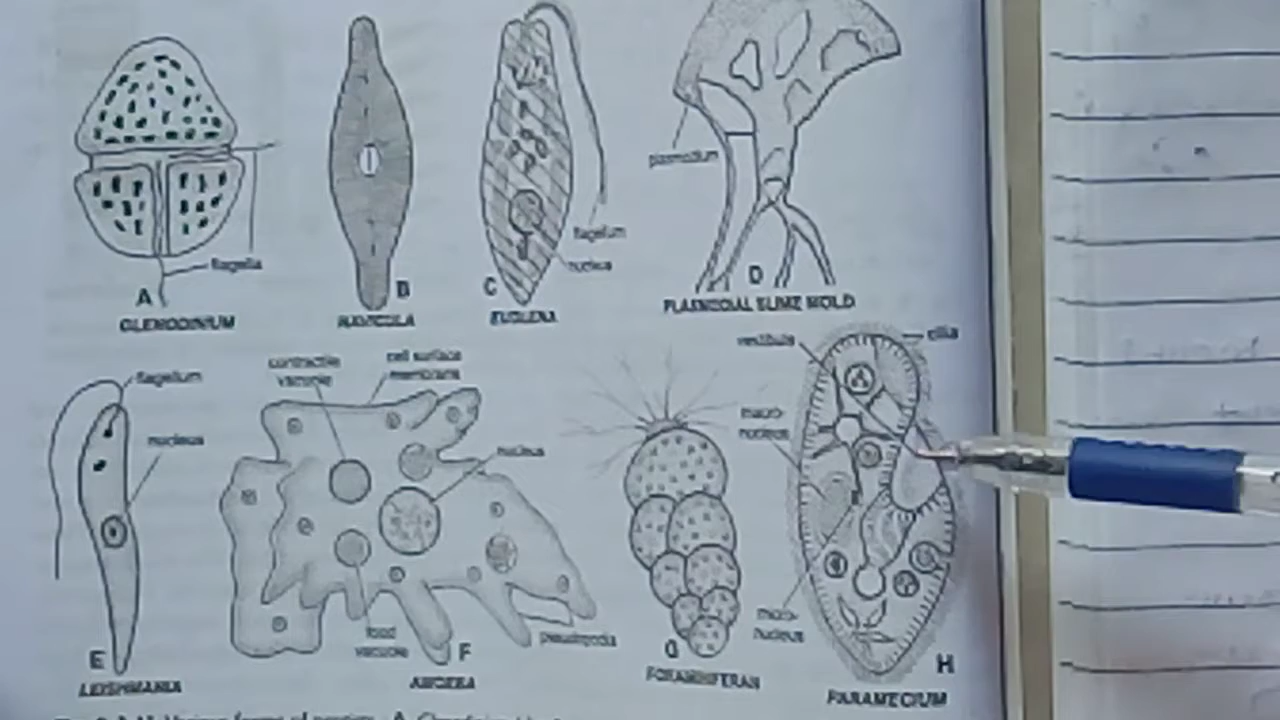 flagella
A
GLENODINIUM
B
NAVICULA
C
flagellum
nucleus
EUGLENA
plasmodium
D
PLASMODIAL SLIME MOLD
flagellum
nucleus
E
LEISHMANIA
contractile
vacuole
cell surface
membrane
nucleus
food
vacuole
pseudopodia
F
AMOEBA
G
FORAMINIFERAN
vestibule
cilia
macro-
nucleus
micro-
nucleus
H
PARAMECIUM